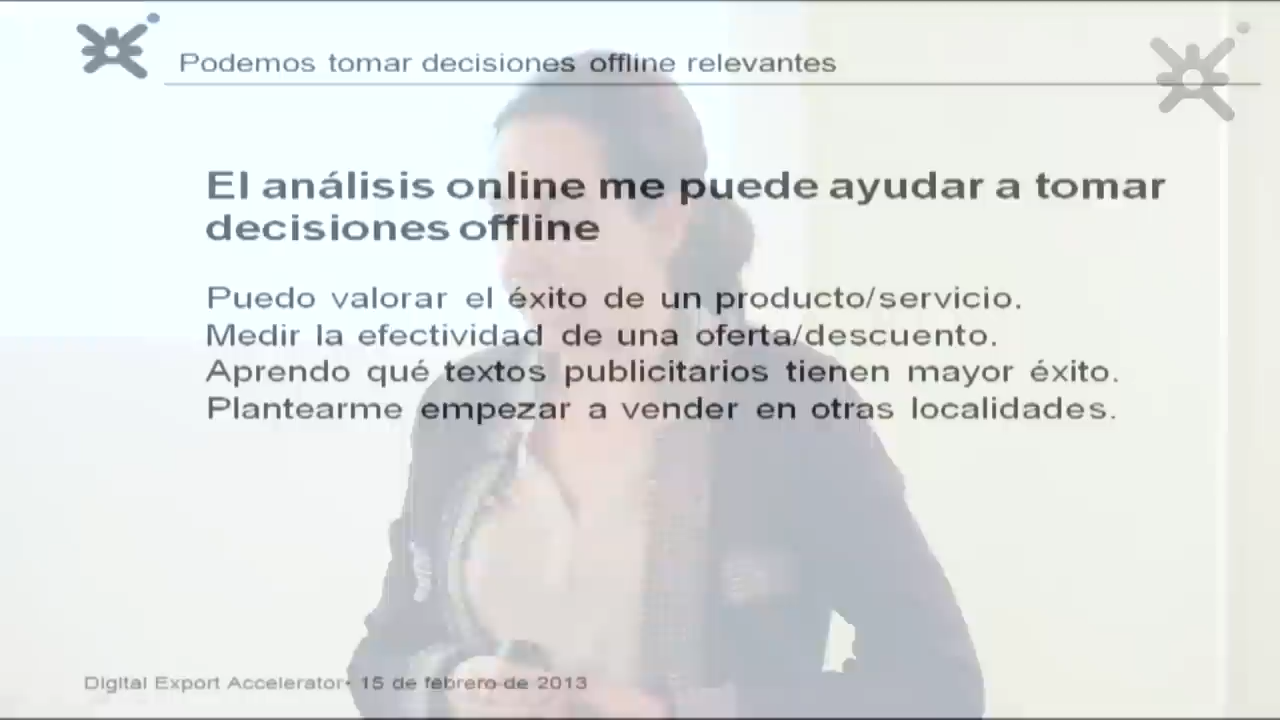 Podemos tomar decisiones offline relevantes
El análisis online me puede ayudar a tomar
decisiones offline
Puedo valorar el éxito de un producto/servicio.
Medir la efectividad de una oferta/descuento.
Aprendo qué textos publicitarios tienen mayor éxito.
Plantearme empezar a vender en otras localidades.
Digital Export Accelerator• 15 de febrero de 2013